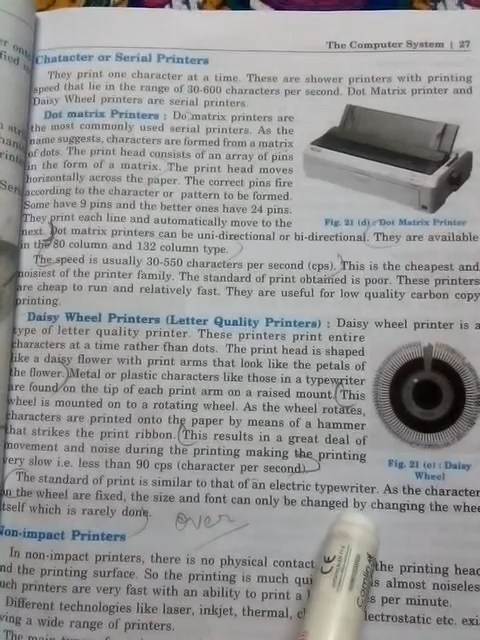 The Computer System | 27
Chatacter or Serial Printers
They print one character at a time. These are shower printers with printing
speed that lie in the range of 30-600 characters per second. Dot Matrix printer and
Daisy Wheel printers are serial printers.
Dot matrix Printers : Do matrix printers are
the most commonly used serial printers. As the
name suggests, characters are formed from a matrix
of dots. The print head consists of an array of pins
in the form of a matrix. The print head moves
horizontally across the paper. The correct pins fire
according to the character or pattern to be formed.
Some have 9 pins and the better ones have 24 pins.
They print each line and automatically move to the
next. Dot matrix printers can be uni-directional or bi-directional. They are available
in the 80 column and 132 column type.
Fig. 21 (d) : Dot Matrix Printer
The speed is usually 30-550 characters per second (cps). This is the cheapest and
noisiest of the printer family. The standard of print obtained is poor. These printers
are cheap to run and relatively fast. They are useful for low quality carbon copy
printing.
Daisy Wheel Printers (Letter Quality Printers) : Daisy wheel printer is a
type of letter quality printer. These printers print entire
characters at a time rather than dots. The print head is shaped
like a daisy flower with print arms that look like the petals of
the flower. Metal or plastic characters like those in a typewriter
are found on the tip of each print arm on a raised mount. This
wheel is mounted on to a rotating wheel. As the wheel rotates,
characters are printed onto the paper by means of a hammer
that strikes the print ribbon. This results in a great deal of
movement and noise during the printing making the printing
very slow i.e. less than 90 cps (character per second).
Fig. 21 (e) : Daisy
Wheel
The standard of print is similar to that of an electric typewriter. As the character
on the wheel are fixed, the size and font can only be changed by changing the whee
itself which is rarely done.
over
Non-impact Printers
In non-impact printers, there is no physical contact the printing head
and the printing surface. So the printing is much qui as almost noiseles
such printers are very fast with an ability to print a s per minute.
Different technologies like laser, inkjet, thermal, lectrostatic etc. exi
ving a wide range of printers.
CE